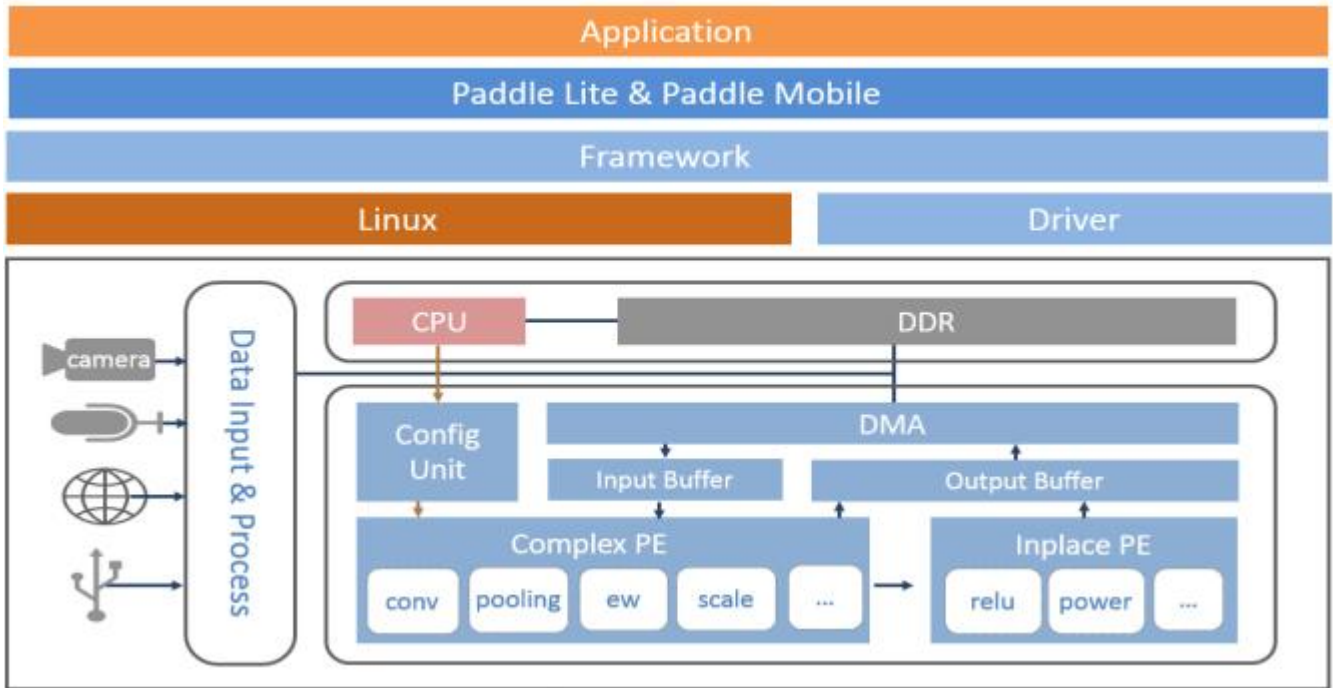 Application
Paddle Lite & Paddle Mobile
Framework
Linux
Driver
camera
Data Input & Process
CPU
DDR
Config
Unit
DMA
Input Buffer
Output Buffer
Complex PE
conv
pooling
ew
scale
...
Inplace PE
relu
power
...